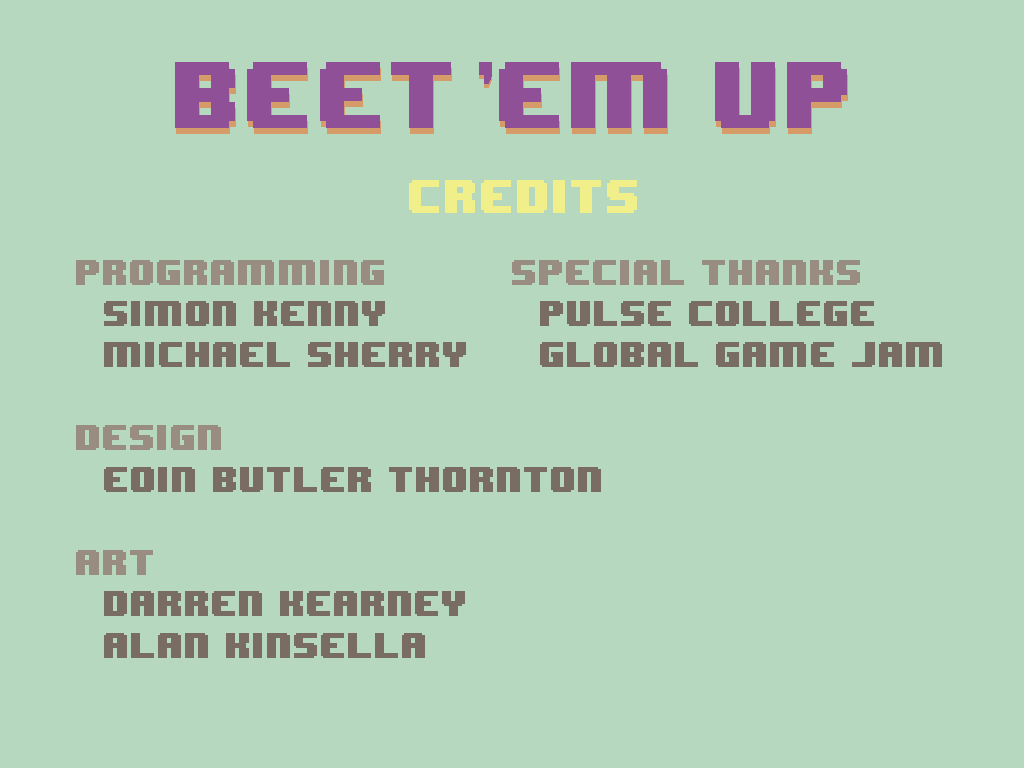 BEET 'EM UP
CREDITS
PROGRAMMING
SIMON KENNY
MICHAEL SHERRY
SPECIAL THANKS
PULSE COLLEGE
GLOBAL GAME JAM
DESIGN
EOIN BUTLER THORNTON
ART
DARREN KEARNEY
ALAN KINSELLA